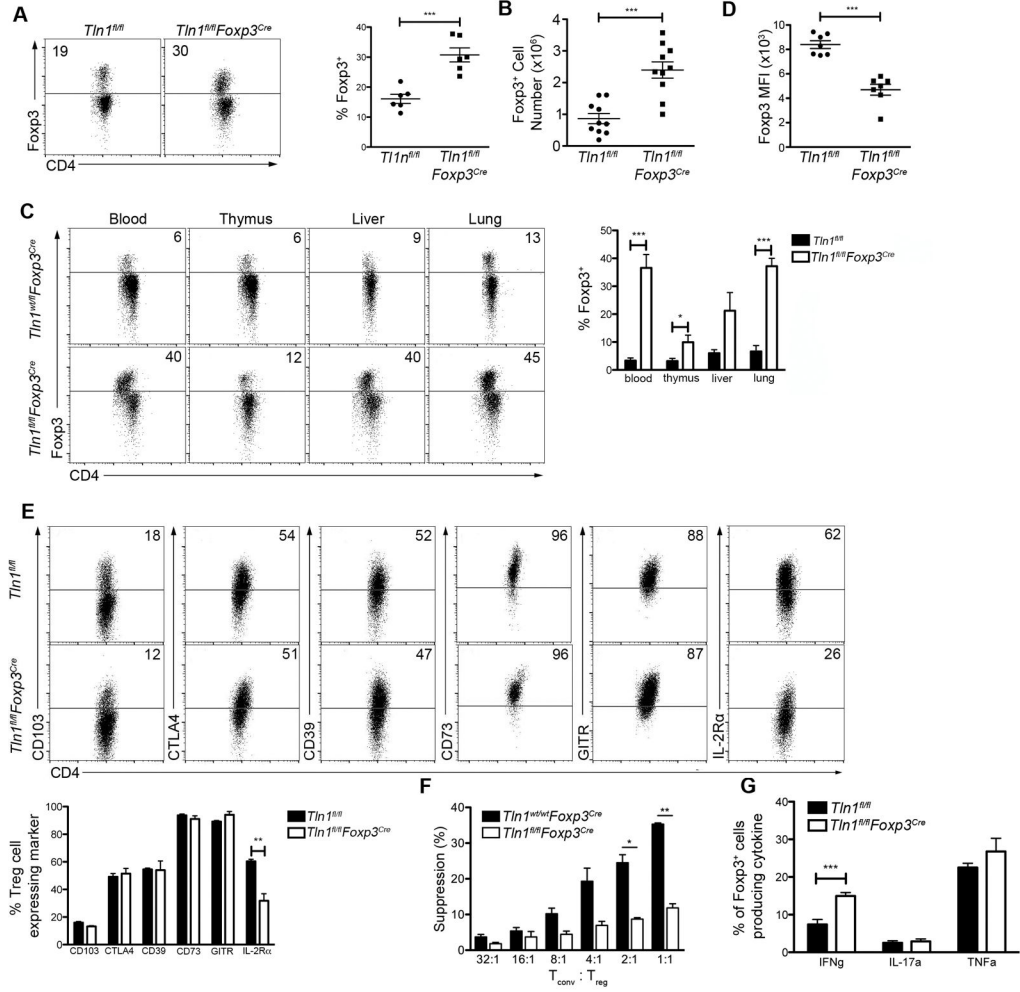 A
Tln1fl/fl
Tln1fl/flFoxp3Cre
19
30
Foxp3
CD4
***
% Foxp3+
40
30
20
10
0
Tl1nfl/fl
Tln1fl/fl
Foxp3Cre
B
***
Foxp3+ Cell
Number (x10⁶)
4
3
2
1
0
Tln1fl/fl
Tln1fl/fl
Foxp3Cre
D
***
Foxp3 MFI (x10³)
10
8
6
4
2
0
Tln1fl/fl
Tln1fl/fl
Foxp3Cre
C
Blood
Thymus
Liver
Lung
Tln1wt/flFoxp3Cre
6
6
9
13
Tln1fl/flFoxp3Cre
40
12
40
45
Foxp3
CD4
% Foxp3+
50
40
30
20
10
0
***
*
***
Tln1fl/fl
Tln1fl/flFoxp3Cre
blood
thymus
liver
lung
E
Tln1fl/fl
18
54
52
96
88
62
Tln1fl/flFoxp3Cre
12
51
47
96
87
26
CD103
CTLA4
CD39
CD73
GITR
IL-2Rα
CD4
% Treg cell
expressing marker
100
80
60
40
20
0
Tln1fl/fl
Tln1fl/flFoxp3Cre
**
CD103
CTLA4
CD39
CD73
GITR
IL-2Rα
F
Suppression (%)
40
30
20
10
0
Tln1wt/wtFoxp3Cre
Tln1fl/flFoxp3Cre
*
**
32:1
16:1
8:1
4:1
2:1
1:1
Tconv : Treg
G
% of Foxp3+ cells
producing cytokine
40
30
20
10
0
Tln1fl/fl
Tln1fl/flFoxp3Cre
***
IFNg
IL-17a
TNFa